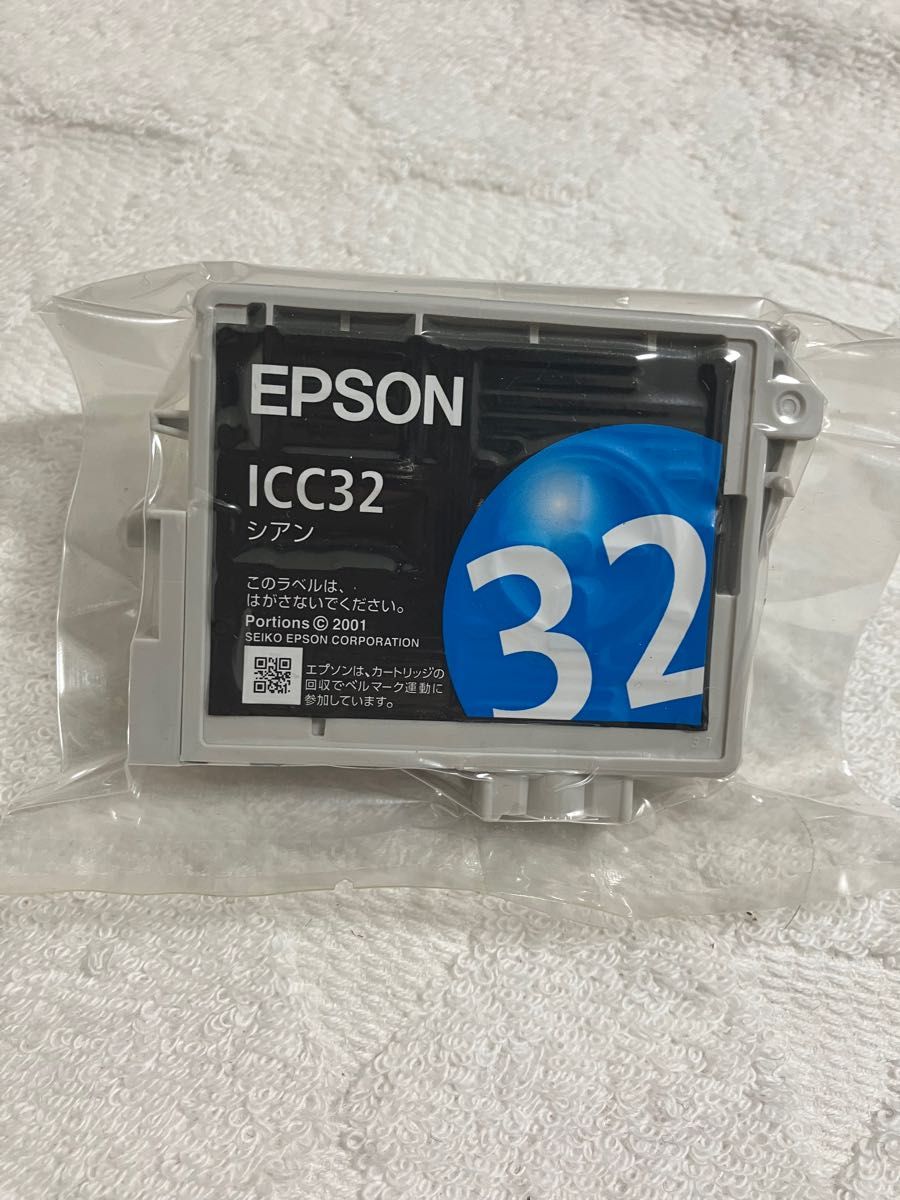 EPSON
ICC32
シアン
このラベルは、
はがさないでください。
Portions © 2001
SEIKO EPSON CORPORATION
エプソンは、カートリッジの
回収でベルマーク運動に
参加しています。
32